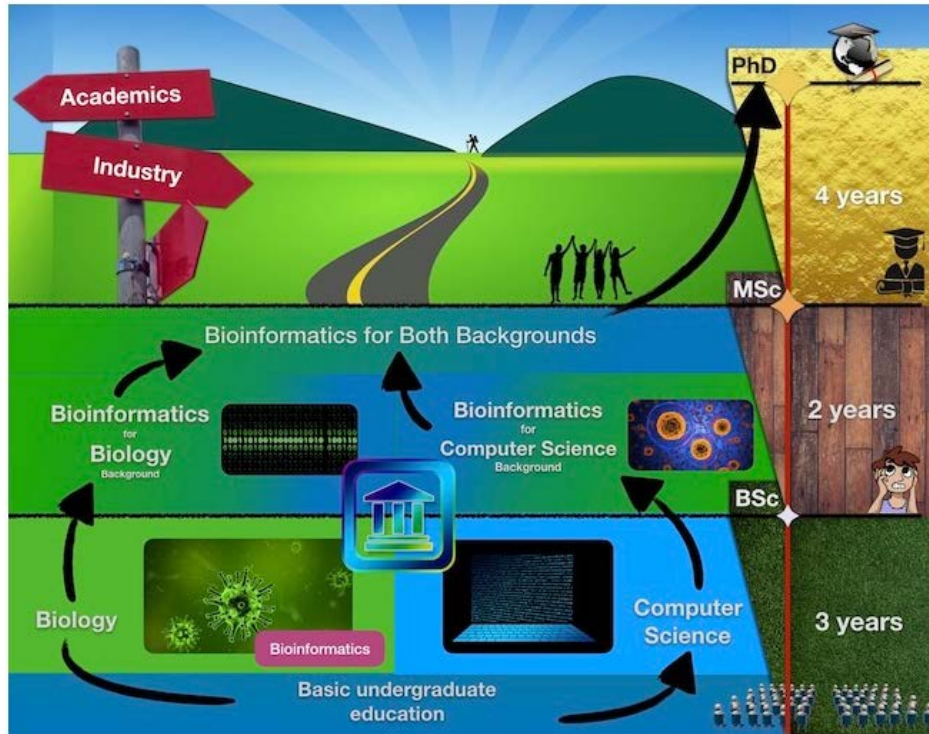 Academics
Industry
PhD
4 years
MSc
Bioinformatics for Both Backgrounds
Bioinformatics
for
Biology
Background
Bioinformatics
for
Computer Science
Background
2 years
BSc
Biology
Bioinformatics
Computer
Science
3 years
Basic undergraduate
education